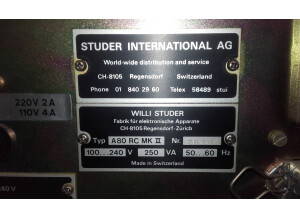 STUDER INTERNATIONAL AG
World-wide distribution and service
CH-8105 Regensdorf Switzerland
Phone 01 840 29 60 Telex 58489 stui
220V 2A
110V 4A
WILLI STUDER
Fabrik für elektronische Apparate
CH-8105 Regensdorf-Zürich
Typ A80 RC MK II Nr.
100...240 V 250 VA 50...60 Hz
Made in Switzerland